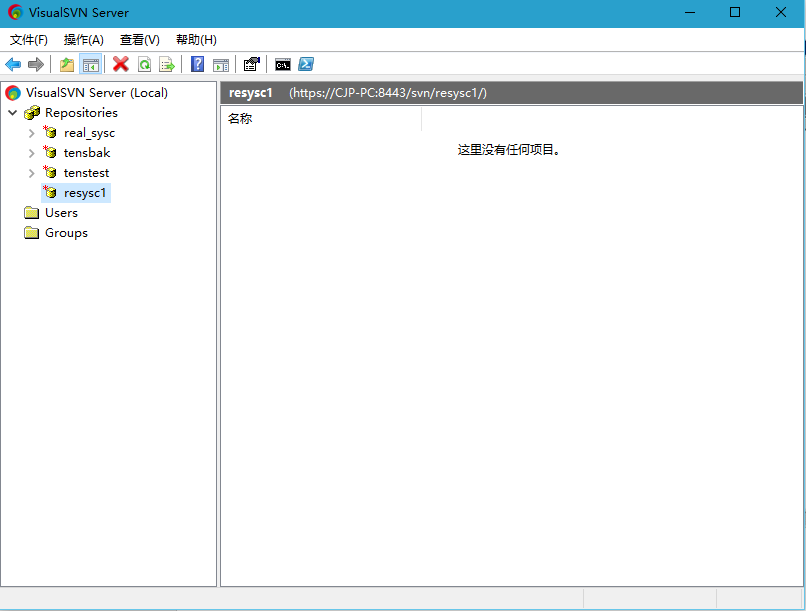 VisualSVN Server
文件(F) 操作(A) 查看(V) 帮助(H)
VisualSVN Server (Local)
Repositories
real_sysc
tensbak
tenstest
resysc1
Users
Groups
resysc1 (https://CJP-PC:8443/svn/resysc1/)
名称
这里没有任何项目。